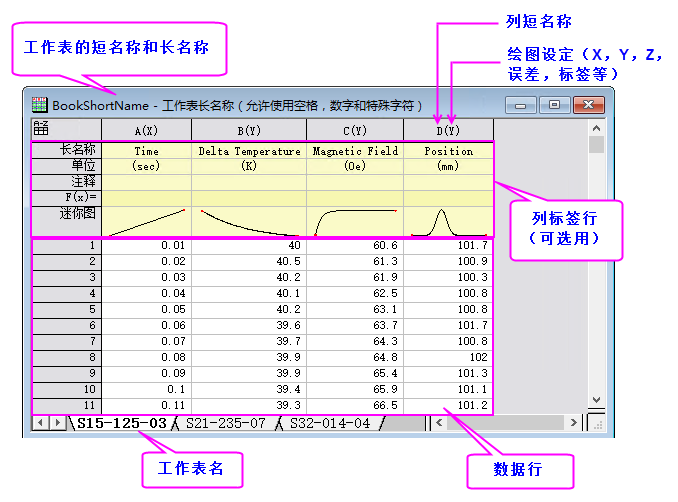 列短名称
工作表的短名称和长名称
绘图设定（X，Y，Z，
误差，标签等）
BookShortName - 工作表长名称（允许使用空格，数字和特殊字符）
A(X) B(Y) C(Y) D(Y)
长名称 Time Delta Temperature Magnetic Field Position
单位 (sec) (K) (Oe) (mm)
注释
F(x)=
迷你图
列标签行
（可选用）
1 0.01 40 60.6 101.7
2 0.02 40.5 61.3 100.9
3 0.03 40.2 61.9 100.3
4 0.04 40.1 62.5 100.8
5 0.05 40.2 63.1 100.8
6 0.06 39.6 63.7 101.7
7 0.07 39.7 64.3 100.8
8 0.08 39.9 64.8 102
9 0.09 39.9 65.4 101.3
10 0.1 39.4 65.9 101.1
11 0.11 39.3 66.5 101.2
S15-125-03 S21-235-07 S32-014-04
工作表名
数据行